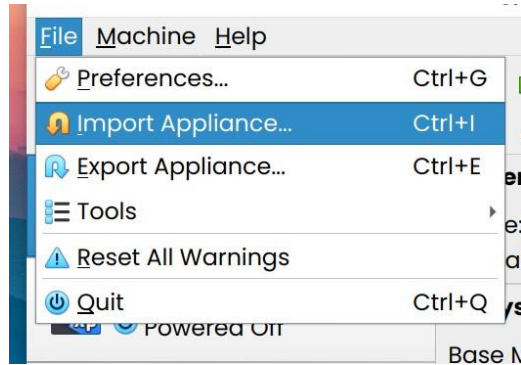 File Machine Help
Preferences... Ctrl+G
Import Appliance... Ctrl+I
Export Appliance... Ctrl+E
Tools
Reset All Warnings
Quit Ctrl+Q
Powered Off
Base